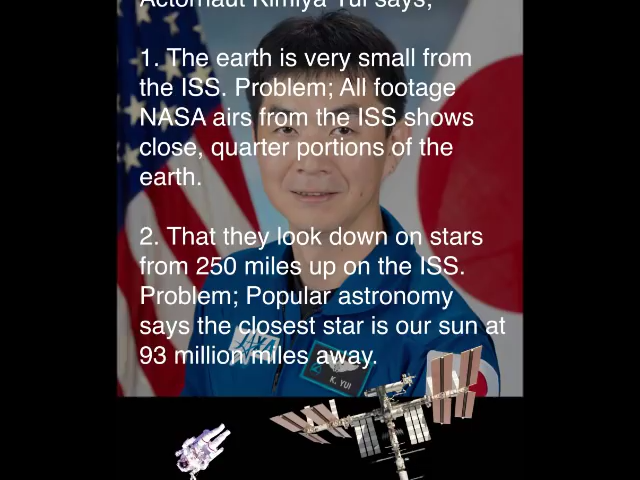 Actornaut Kimiya Yui says;
1. The earth is very small from
the ISS. Problem; All footage
NASA airs from the ISS shows
close, quarter portions of the
earth.
2. That they look down on stars
from 250 miles up on the ISS.
Problem; Popular astronomy
says the closest star is our sun at
93 million miles away.
K. YUI